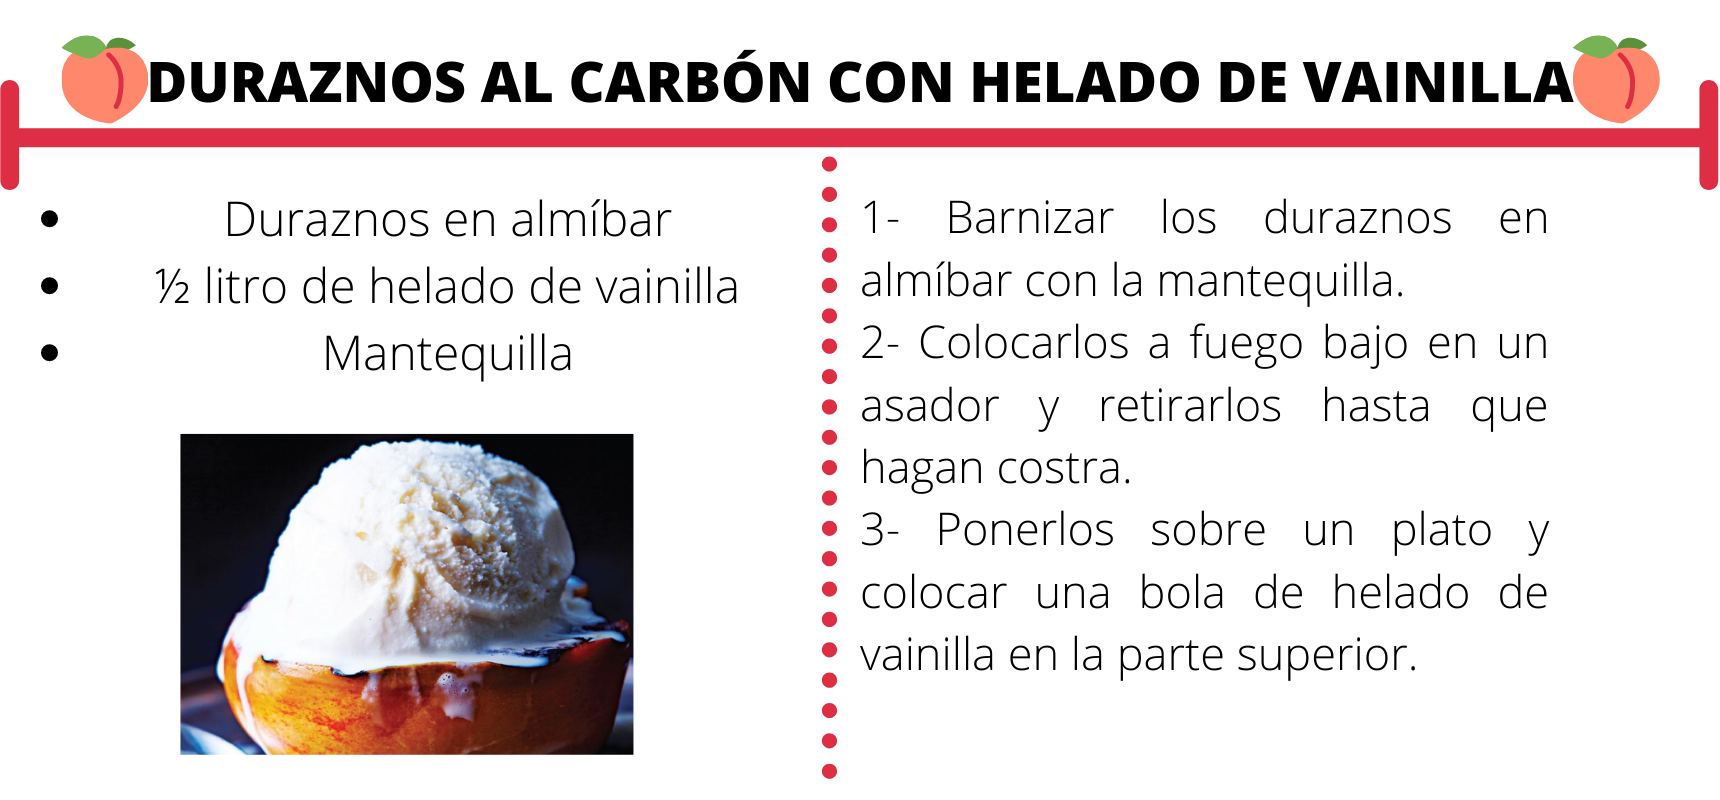 DURAZNOS AL CARBÓN CON HELADO DE VAINILLA
• Duraznos en almíbar
• ½ litro de helado de vainilla
• Mantequilla
1- Barnizar los duraznos en
almíbar con la mantequilla.
2- Colocarlos a fuego bajo en un
asador y retirarlos hasta que
hagan costra.
3- Ponerlos sobre un plato y
colocar una bola de helado de
vainilla en la parte superior.